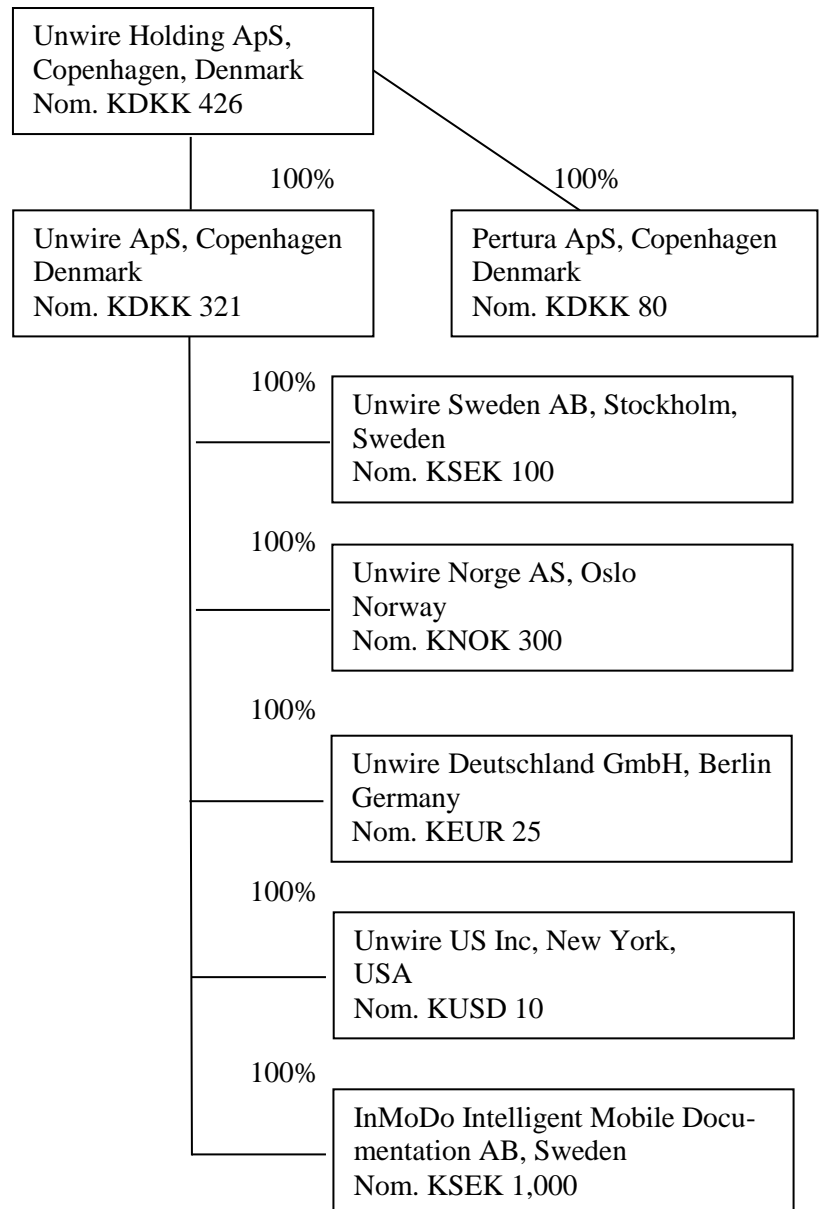 Unwire Holding ApS,
Copenhagen, Denmark
Nom. KDKK 426
100%
100%
Unwire ApS, Copenhagen
Denmark
Nom. KDKK 321
Pertura ApS, Copenhagen
Denmark
Nom. KDKK 80
100%
Unwire Sweden AB, Stockholm,
Sweden
Nom. KSEK 100
100%
Unwire Norge AS, Oslo
Norway
Nom. KNOK 300
100%
Unwire Deutschland GmbH, Berlin
Germany
Nom. KEUR 25
100%
Unwire US Inc, New York,
USA
Nom. KUSD 10
100%
InMoDo Intelligent Mobile Docu-
mentation AB, Sweden
Nom. KSEK 1,000